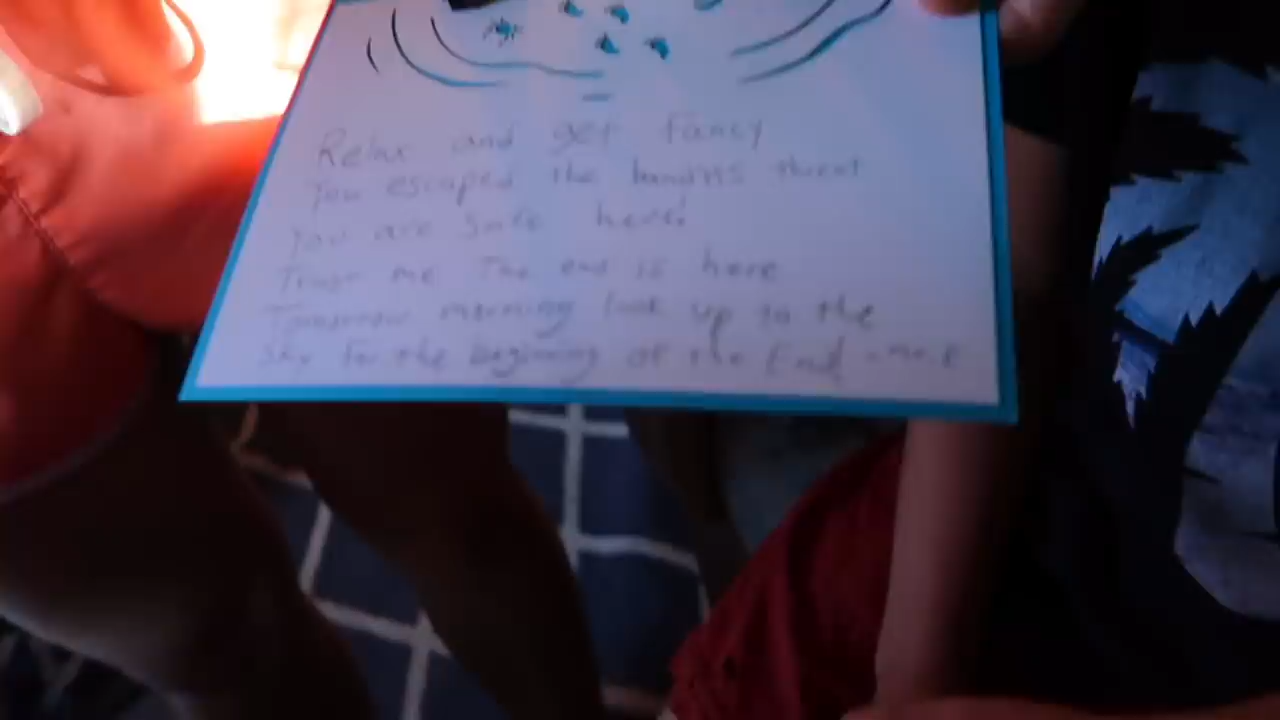 Relax and get fancy
You escaped the threat
You are safe here!
Trust me The end is here
Tomorrow morning look up to the
sky for the beginning of the End